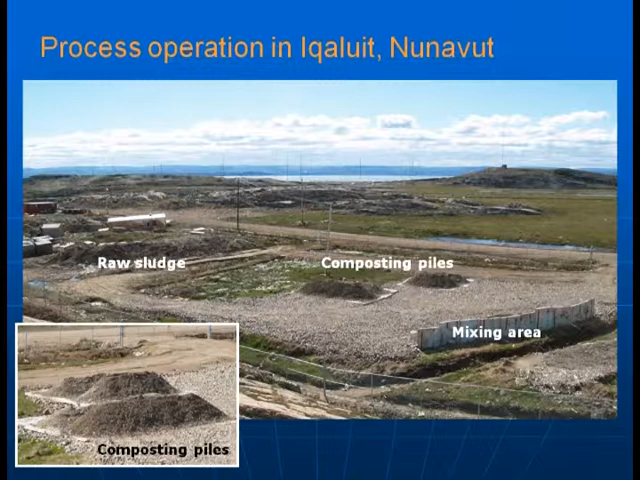 Process operation in Iqaluit, Nunavut
Raw sludge
Composting piles
Mixing area
Composting piles